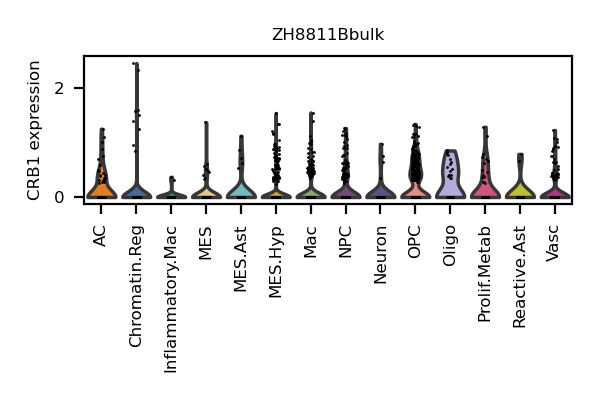 ZH8811Bbulk
CRB1 expression
2
0
AC
Chromatin.Reg
Inflammatory.Mac
MES
MES.Ast
MES.Hyp
Mac
NPC
Neuron
OPC
Oligo
Prolif.Metab
Reactive.Ast
Vasc